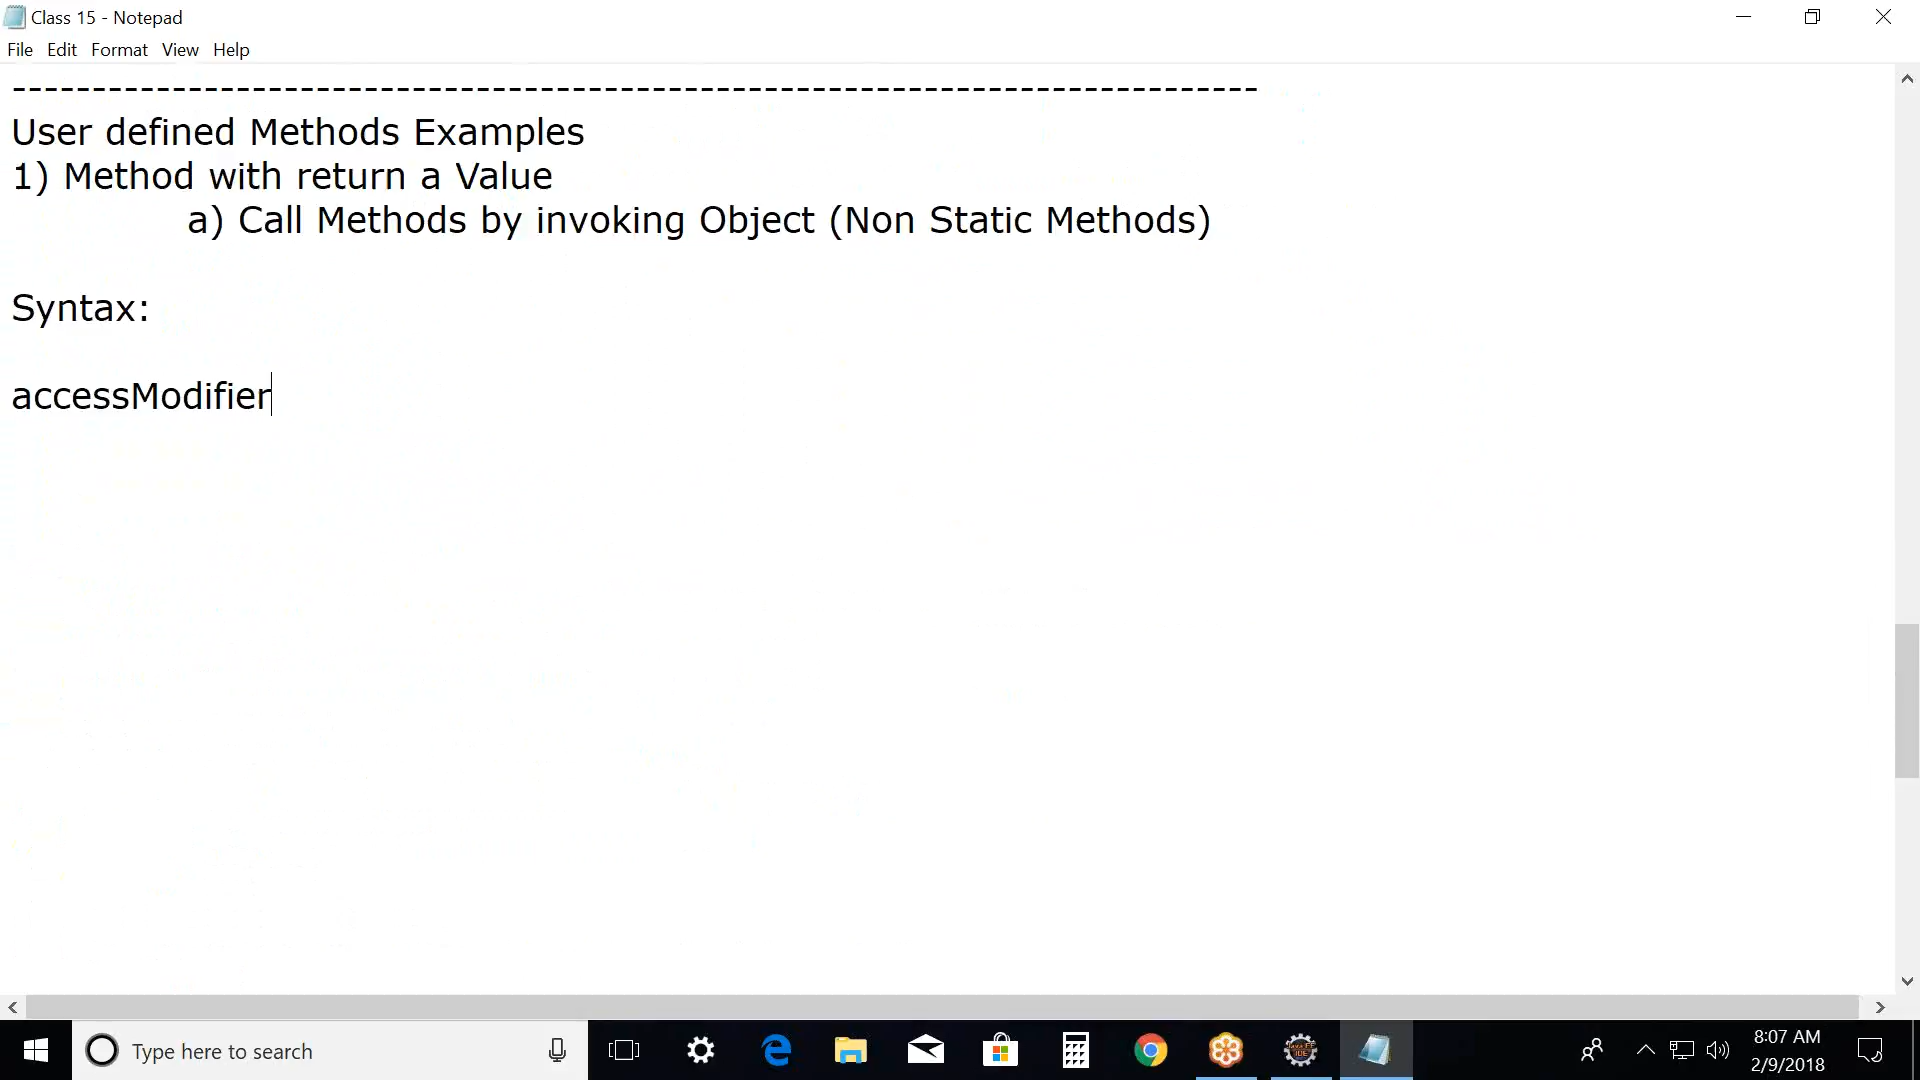 Class 15 - Notepad
File Edit Format View Help
------------------------------------------------------------------------------
User defined Methods Examples
1) Method with return a Value
a) Call Methods by invoking Object (Non Static Methods)
Syntax:
accessModifier
Type here to search
8:07 AM
2/9/2018